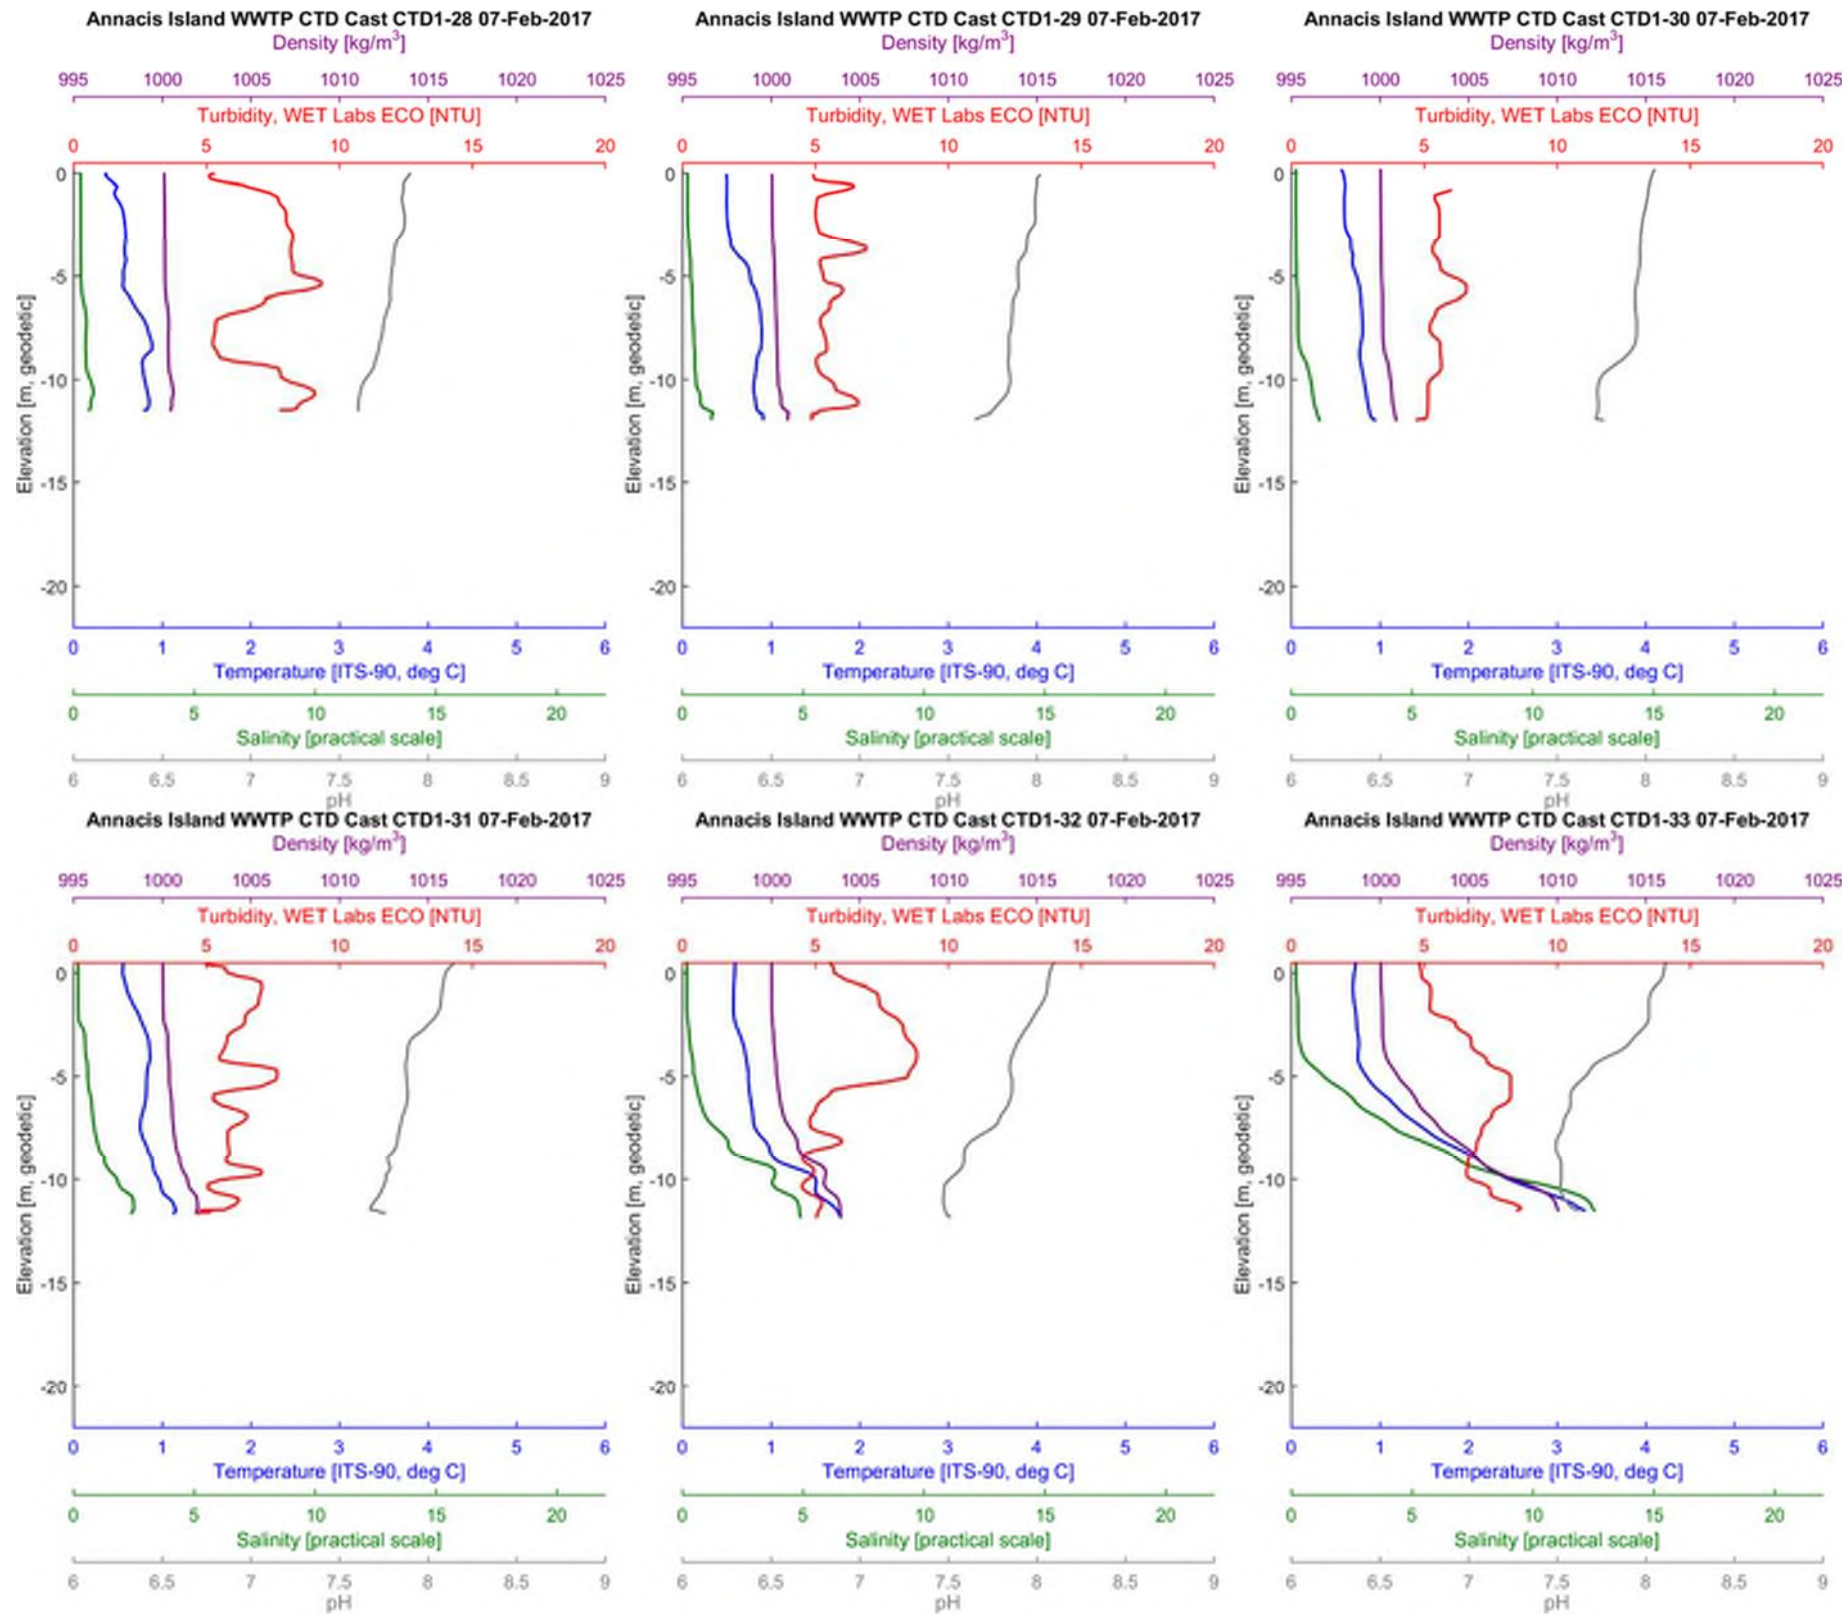 Annacis Island WWTP CTD Cast CTD1-28 07-Feb-2017
Density [kg/m³]
995 1000 1005 1010 1015 1020 1025
Turbidity, WET Labs ECO [NTU]
0 5 10 15 20
Elevation [m, geodetic]
0
-5
-10
-15
-20
0 1 2 3 4 5 6
Temperature [ITS-90, deg C]
0 5 10 15 20
Salinity [practical scale]
6 6.5 7 7.5 8 8.5 9
pH
Annacis Island WWTP CTD Cast CTD1-29 07-Feb-2017
Density [kg/m³]
995 1000 1005 1010 1015 1020 1025
Turbidity, WET Labs ECO [NTU]
0 5 10 15 20
Elevation [m, geodetic]
0
-5
-10
-15
-20
0 1 2 3 4 5 6
Temperature [ITS-90, deg C]
0 5 10 15 20
Salinity [practical scale]
6 6.5 7 7.5 8 8.5 9
pH
Annacis Island WWTP CTD Cast CTD1-30 07-Feb-2017
Density [kg/m³]
995 1000 1005 1010 1015 1020 1025
Turbidity, WET Labs ECO [NTU]
0 5 10 15 20
Elevation [m, geodetic]
0
-5
-10
-15
-20
0 1 2 3 4 5 6
Temperature [ITS-90, deg C]
0 5 10 15 20
Salinity [practical scale]
6 6.5 7 7.5 8 8.5 9
pH
Annacis Island WWTP CTD Cast CTD1-31 07-Feb-2017
Density [kg/m³]
995 1000 1005 1010 1015 1020 1025
Turbidity, WET Labs ECO [NTU]
0 5 10 15 20
Elevation [m, geodetic]
0
-5
-10
-15
-20
0 1 2 3 4 5 6
Temperature [ITS-90, deg C]
0 5 10 15 20
Salinity [practical scale]
6 6.5 7 7.5 8 8.5 9
pH
Annacis Island WWTP CTD Cast CTD1-32 07-Feb-2017
Density [kg/m³]
995 1000 1005 1010 1015 1020 1025
Turbidity, WET Labs ECO [NTU]
0 5 10 15 20
Elevation [m, geodetic]
0
-5
-10
-15
-20
0 1 2 3 4 5 6
Temperature [ITS-90, deg C]
0 5 10 15 20
Salinity [practical scale]
6 6.5 7 7.5 8 8.5 9
pH
Annacis Island WWTP CTD Cast CTD1-33 07-Feb-2017
Density [kg/m³]
995 1000 1005 1010 1015 1020 1025
Turbidity, WET Labs ECO [NTU]
0 5 10 15 20
Elevation [m, geodetic]
0
-5
-10
-15
-20
0 1 2 3 4 5 6
Temperature [ITS-90, deg C]
0 5 10 15 20
Salinity [practical scale]
6 6.5 7 7.5 8 8.5 9
pH